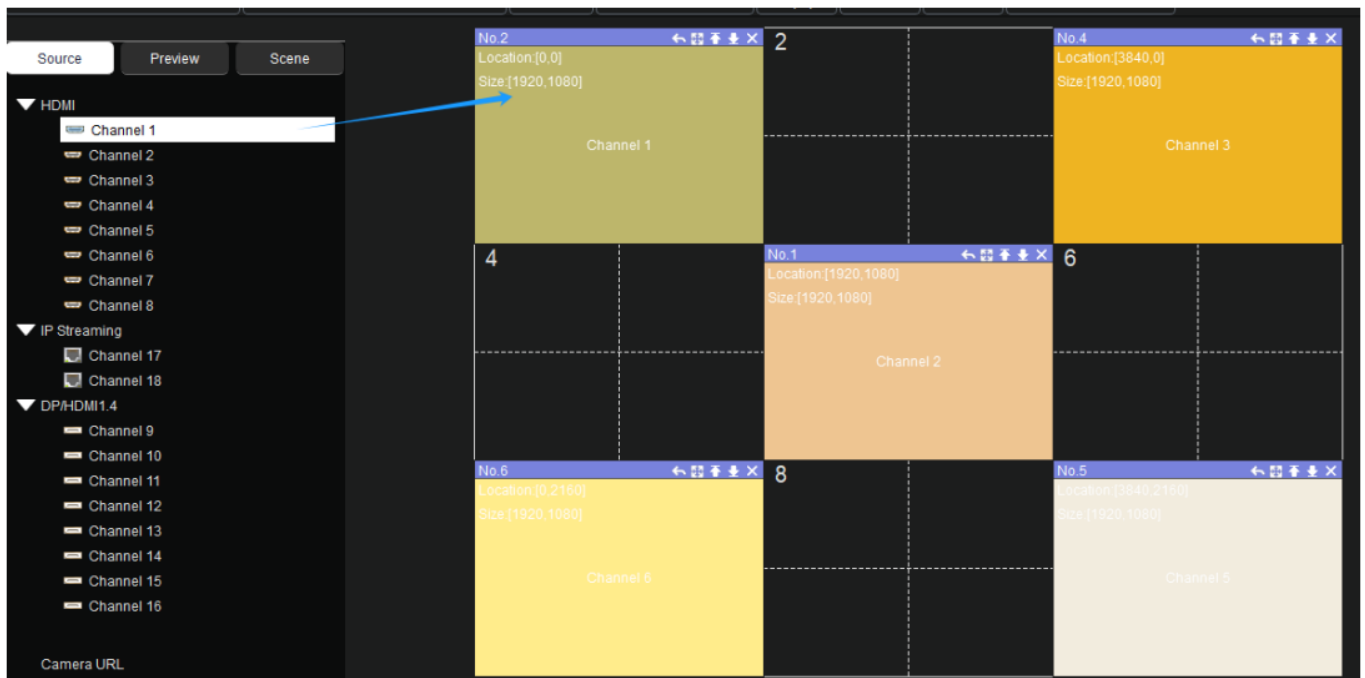 Source
Preview
Scene
HDMI
Channel 1
Channel 2
Channel 3
Channel 4
Channel 5
Channel 6
Channel 7
Channel 8
IP Streaming
Channel 17
Channel 18
DP/HDMI1.4
Channel 9
Channel 10
Channel 11
Channel 12
Channel 13
Channel 14
Channel 15
Channel 16
Camera URL
No.2
Location:[0,0]
Size:[1920,1080]
Channel 1
2
No.4
Location:[3840,0]
Size:[1920,1080]
Channel 3
4
No.1
Location:[1920,1080]
Size:[1920,1080]
Channel 2
6
No.6
Location:[0,2160]
Size:[1920,1080]
Channel 6
8
No.5
Location:[3840,2160]
Size:[1920,1080]
Channel 5